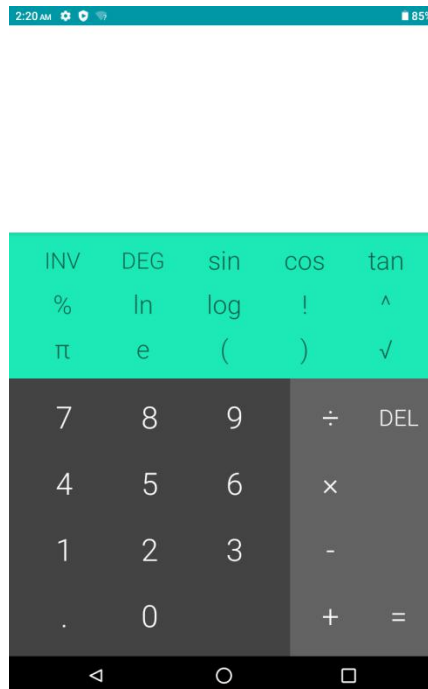 2:20 AM 85%
INV DEG sin cos tan
% ln log ! ^
π e ( ) √
7 8 9 ÷ DEL
4 5 6 ×
1 2 3 -
. 0 + =